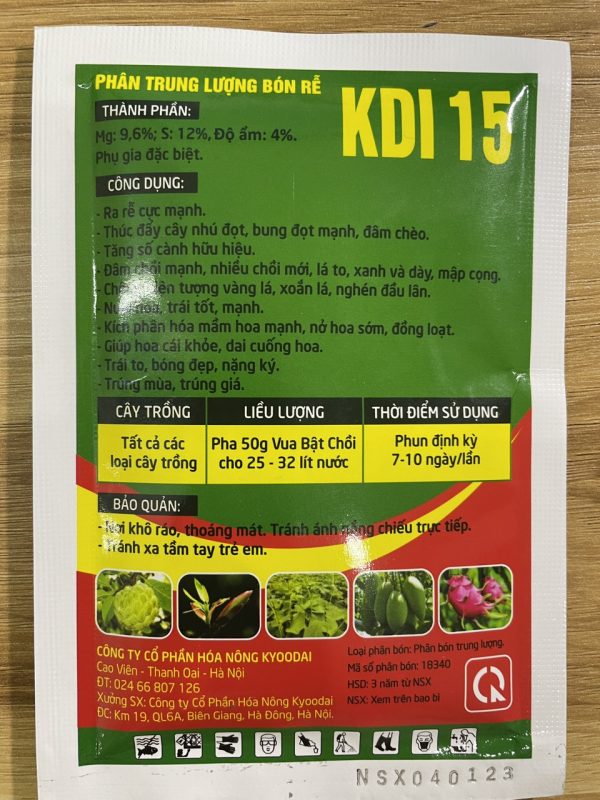 PHÂN TRUNG LƯỢNG BÓN RỄ
KDI 15
THÀNH PHẦN:
Mg: 9,6%; S: 12%, Độ ẩm: 4%.
Phụ gia đặc biệt.
CÔNG DỤNG:
- Ra rễ cực mạnh.
- Thúc đẩy cây nhú đọt, bung đọt mạnh, đâm chèo.
- Tăng số cành hữu hiệu.
- Đâm chồi mạnh, nhiều chồi mới, lá to, xanh và dày, mập cọng.
- tượng vàng lá, xoắn lá, nghén đầu lân.
- trái tốt, mạnh.
- Kích phân hóa mầm hoa mạnh, nở hoa sớm, đồng loạt.
- Giúp hoa cái khỏe, dai cuống hoa.
- Trái to, bóng đẹp, nặng ký.
- Trúng mùa, trúng giá.
CÂY TRỒNG LIỀU LƯỢNG THỜI ĐIỂM SỬ DỤNG
Tất cả các Pha 50g Vua Bật Chồi Phun định kỳ
loại cây trồng cho 25 - 32 lít nước 7-10 ngày/lần
BẢO QUẢN:
- Nơi khô ráo, thoáng mát. Tránh ánh nắng chiếu trực tiếp.
- Tránh xa tầm tay trẻ em.
CÔNG TY CỔ PHẦN HÓA NÔNG KYOODAI
Cao Viên - Thanh Oai - Hà Nội
ĐT: 024 66 807 126
Xưởng SX: Công ty Cổ Phần Hóa Nông Kyoodai
ĐC: Km 19, QL6A, Biên Giang, Hà Đông, Hà Nội.
Loại phân bón: Phân bón trung lượng.
Mã số phân bón: 18340
HSD: 3 năm từ NSX
NSX: Xem trên bao bì
NSX040123